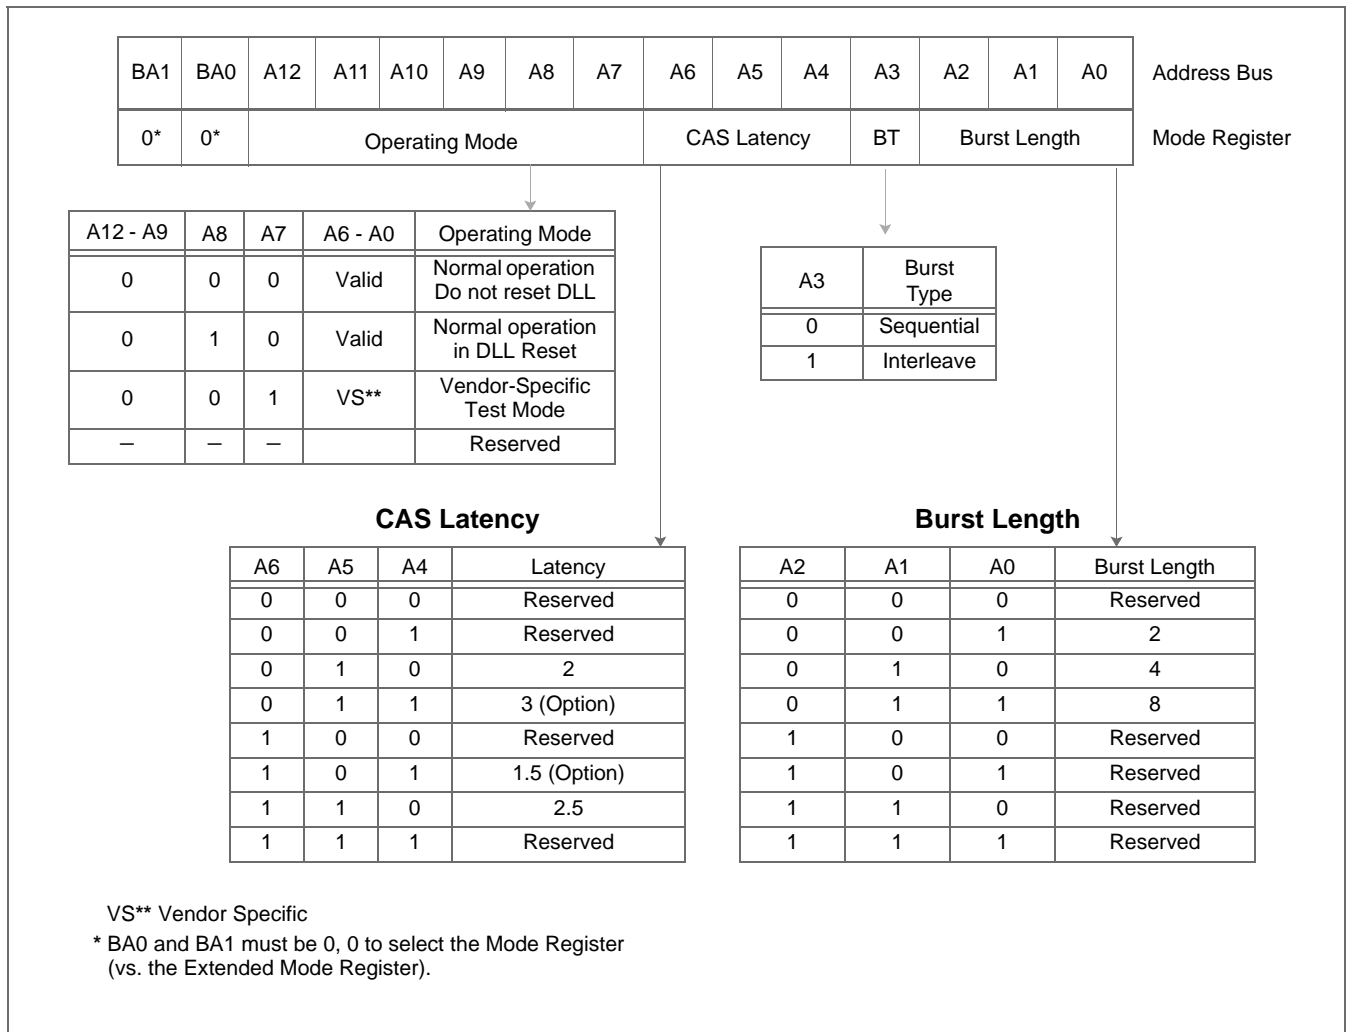 BA1 BA0 A12 A11 A10 A9 A8 A7 A6 A5 A4 A3 A2 A1 A0 Address Bus
0* 0* Operating Mode CAS Latency BT Burst Length Mode Register
A12 - A9 A8 A7 A6 - A0 Operating Mode
0 0 0 Valid Normal operation
Do not reset DLL
0 1 0 Valid Normal operation
in DLL Reset
0 0 1 VS** Vendor-Specific
Test Mode
– – – Reserved
A3 Burst
Type
0 Sequential
1 Interleave
CAS Latency
A6 A5 A4 Latency
0 0 0 Reserved
0 0 1 Reserved
0 1 0 2
0 1 1 3 (Option)
1 0 0 Reserved
1 0 1 1.5 (Option)
1 1 0 2.5
1 1 1 Reserved
Burst Length
A2 A1 A0 Burst Length
0 0 0 Reserved
0 0 1 2
0 1 0 4
0 1 1 8
1 0 0 Reserved
1 0 1 Reserved
1 1 0 Reserved
1 1 1 Reserved
VS** Vendor Specific
* BA0 and BA1 must be 0, 0 to select the Mode Register
(vs. the Extended Mode Register).